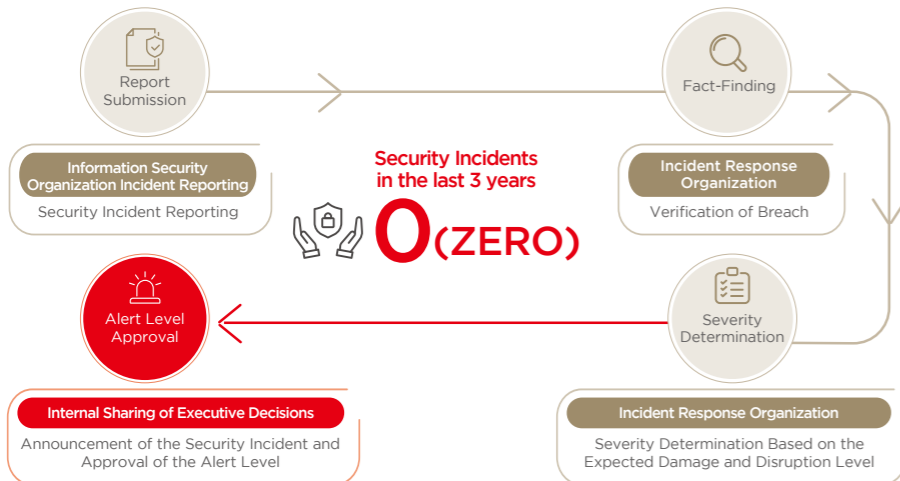 Report
Submission
Information Security
Organization Incident Reporting
Security Incident Reporting
Security Incidents
in the last 3 years
0(ZERO)
Fact-Finding
Incident Response
Organization
Verification of Breach
Severity
Determination
Incident Response Organization
Severity Determination Based on the
Expected Damage and Disruption Level
Alert Level
Approval
Internal Sharing of Executive Decisions
Announcement of the Security Incident and
Approval of the Alert Level